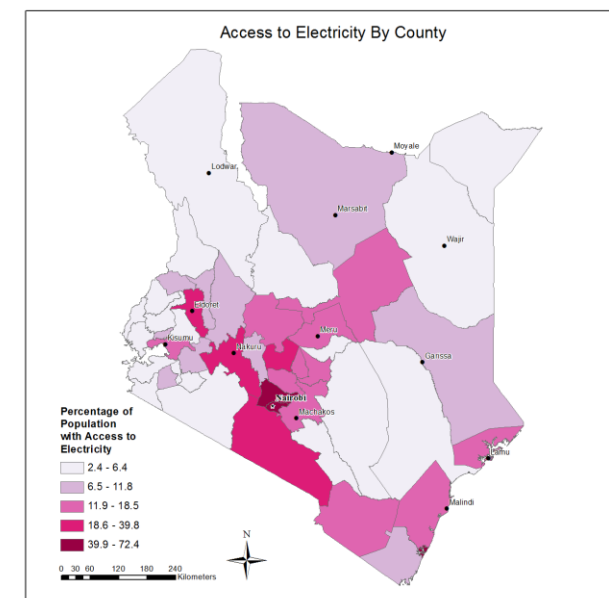 Access to Electricity By County
Moyale
Lodwar
Marsabit
Wajir
Eldoret
Meru
Kisumu
Nakuru
Garissa
Nairobi
Machakos
Lamu
Malindi
Percentage of
Population
with Access to
Electricity
2.4 - 6.4
6.5 - 11.8
11.9 - 18.5
18.6 - 39.8
39.9 - 72.4
N
0 30 60 120 180 240
Kilometers